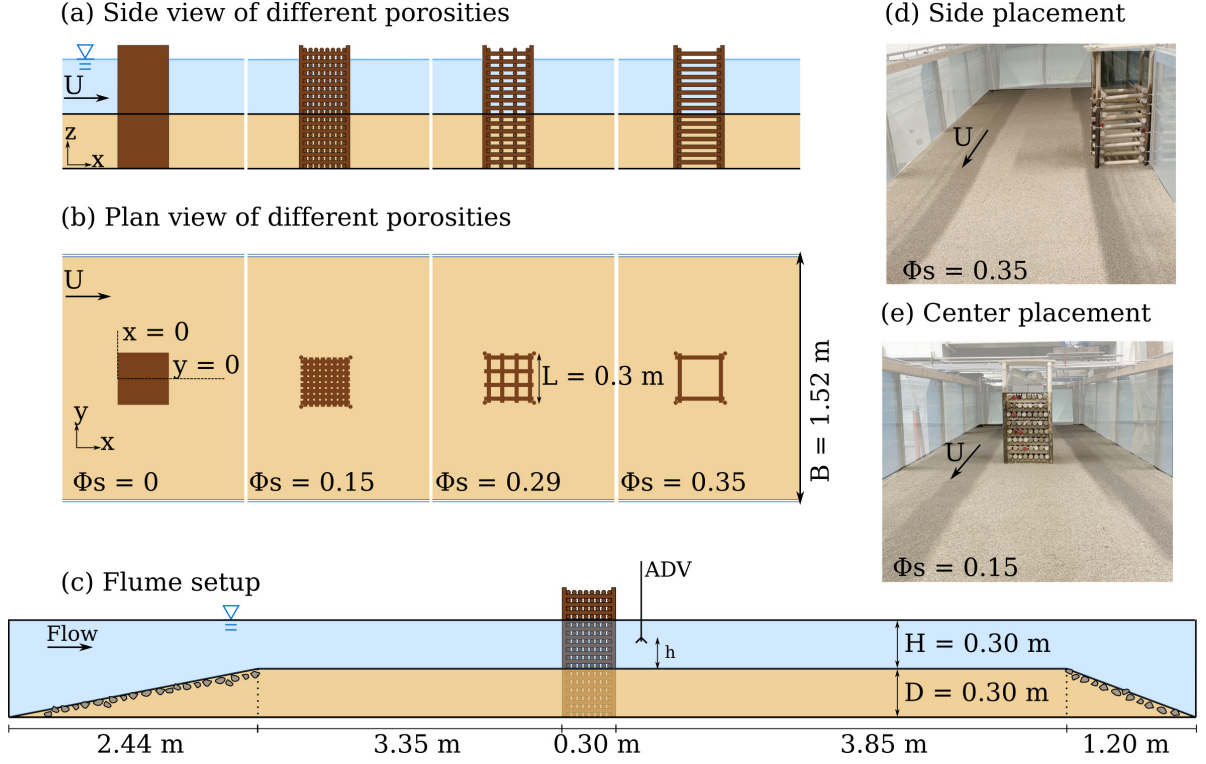 (a) Side view of different porosities
U
z
x
(b) Plan view of different porosities
U
x = 0
y = 0
L = 0.3 m
y
x
Φs = 0
Φs = 0.15
Φs = 0.29
Φs = 0.35
B = 1.52 m
(c) Flume setup
Flow
ADV
h
H = 0.30 m
D = 0.30 m
2.44 m
3.35 m
0.30 m
3.85 m
1.20 m
(d) Side placement
U
Φs = 0.35
(e) Center placement
U
Φs = 0.15